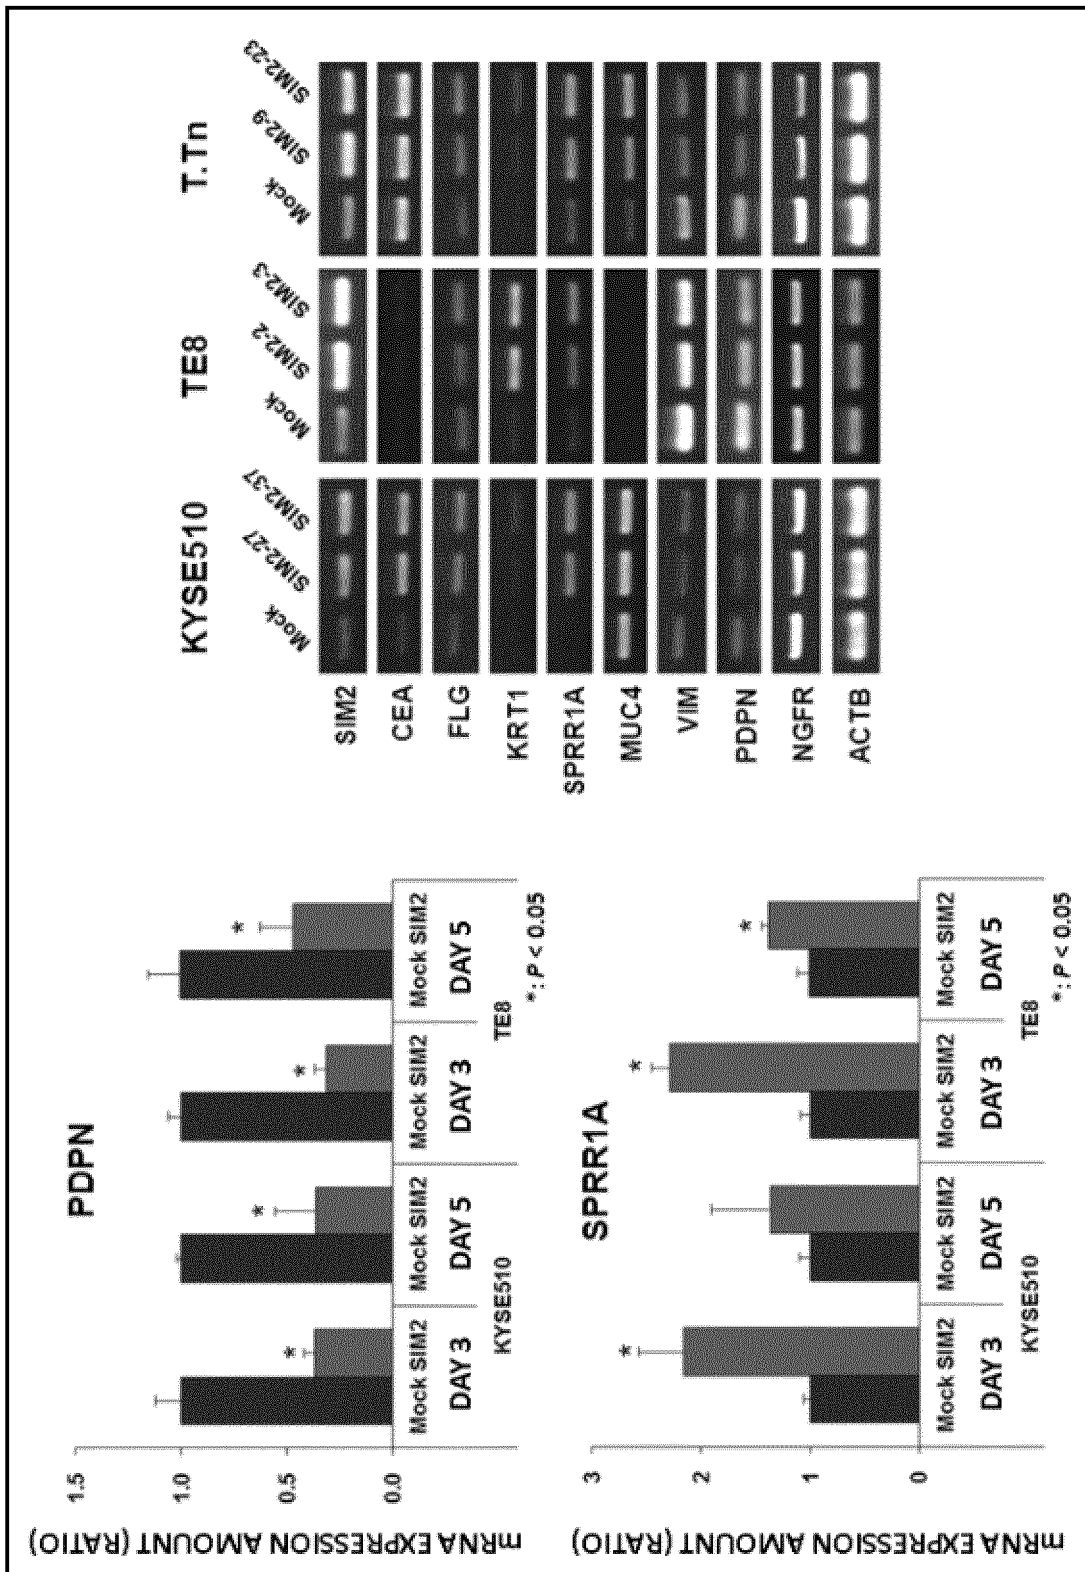 PDPN
mRNA EXPRESSION AMOUNT (RATIO)
1.5
1.0
0.5
0.0
*
*
*
*
Mock SIM2 Mock SIM2 Mock SIM2 Mock SIM2
DAY 3 DAY 5 DAY 3 DAY 5
KYSE510 TE8
*: P < 0.05
SPRR1A
mRNA EXPRESSION AMOUNT (RATIO)
3
2
1
0
*
*
*
Mock SIM2 Mock SIM2 Mock SIM2 Mock SIM2
DAY 3 DAY 5 DAY 3 DAY 5
KYSE510 TE8
*: P < 0.05
KYSE510 TE8 T.Tn
Mock SIM2-27 SIM2-37 Mock SIM2-2 SIM2-3 Mock SIM2-9 SIM2-23
SIM2
CEA
FLG
KRT1
SPRR1A
MUC4
VIM
PDPN
NGFR
ACTB